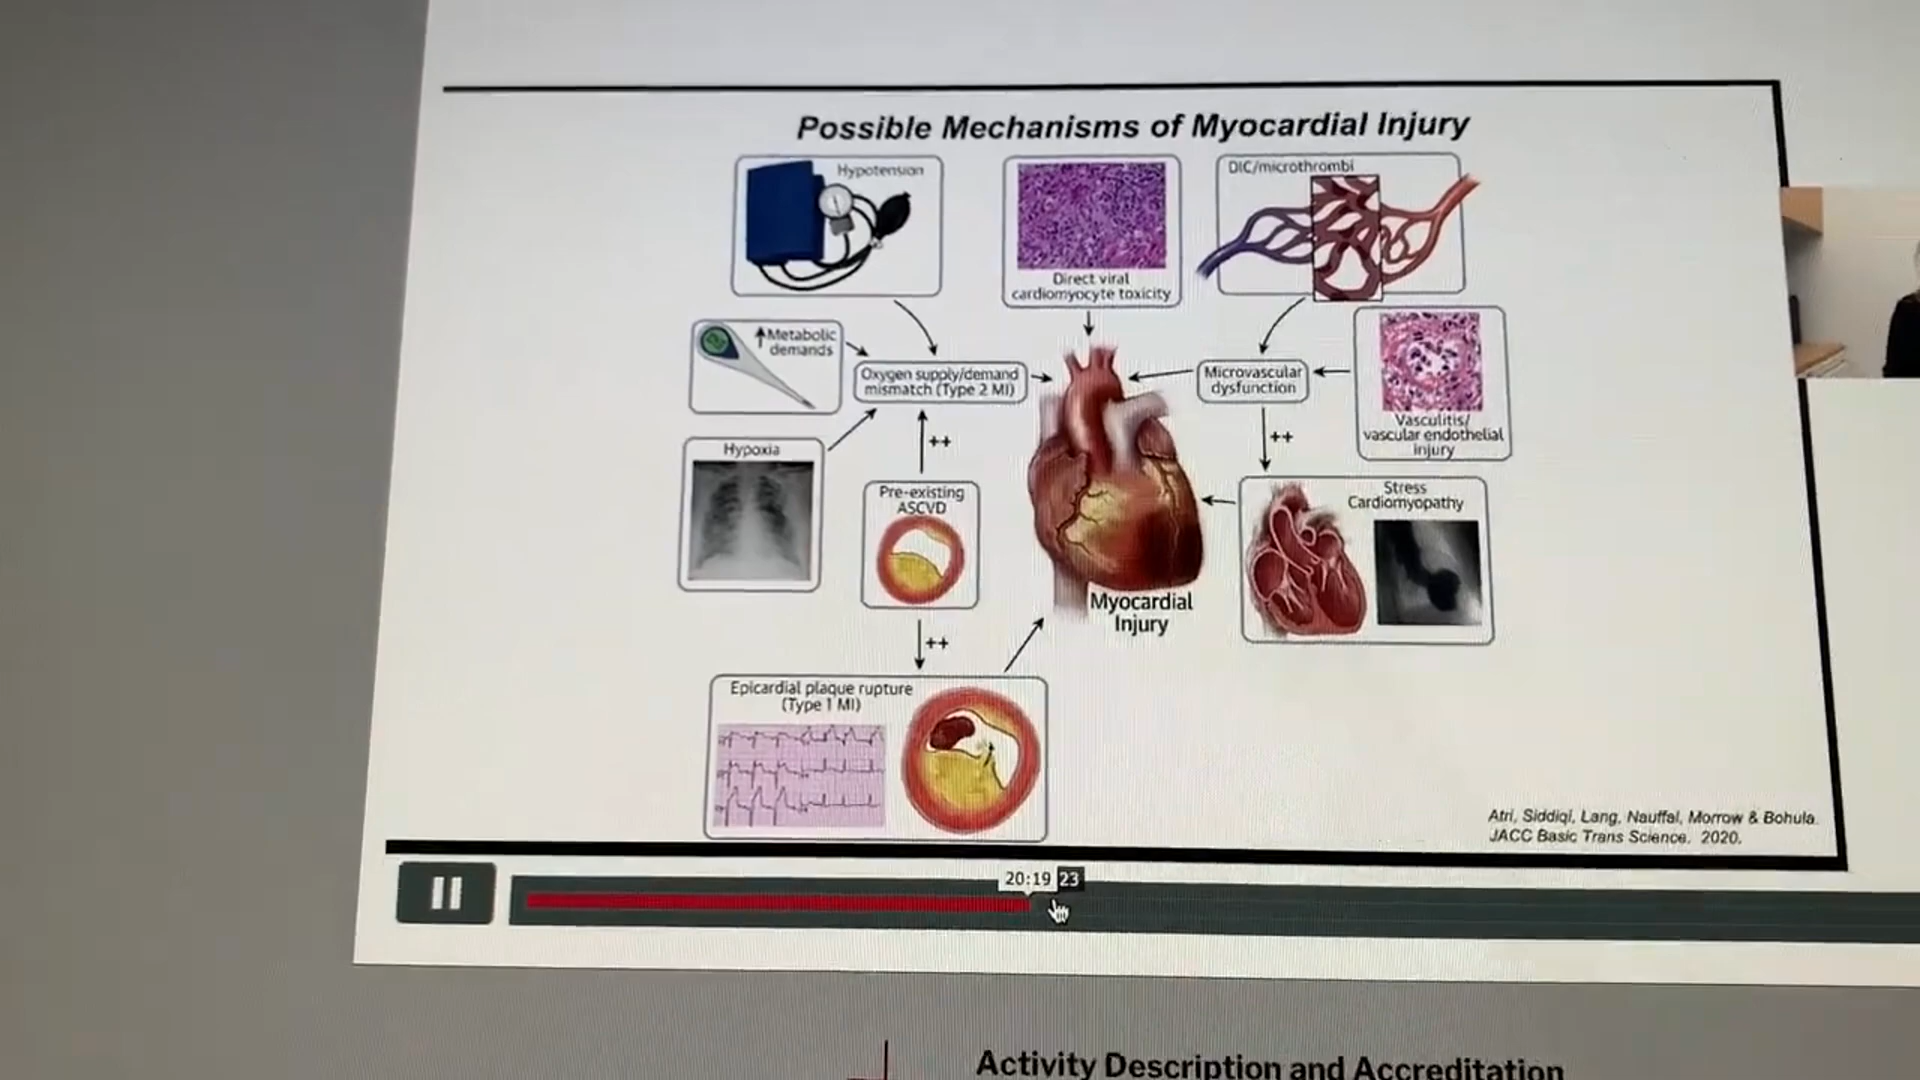 Possible Mechanisms of Myocardial Injury
Hypotension
Direct viral
cardiomyocyte toxicity
DIC/microthrombi
↑Metabolic
demands
Oxygen supply/demand
mismatch (Type 2 MI)
Microvascular
dysfunction
Vasculitis/
vascular endothelial
injury
Hypoxia
++
++
Pre-existing
ASCVD
Stress
Cardiomyopathy
Myocardial
Injury
++
Epicardial plaque rupture
(Type 1 MI)
Atri, Siddiqi, Lang, Nauffal, Morrow & Bohula.
JACC Basic Trans Science. 2020.
20:19 23
Activity Description and Accreditation